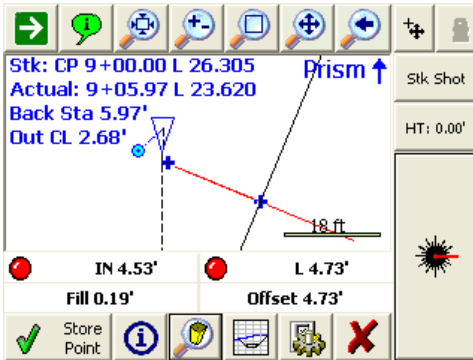 Stk: CP 9+00.00 L 26.305
Prism
Stk Shot
Actual: 9+05.97 L 23.620
Back Sta 5.97'
Out CL 2.68'
HT: 0.00'
18 ft
IN 4.53'
L 4.73'
Fill 0.19'
Offset 4.73'
Store
Point